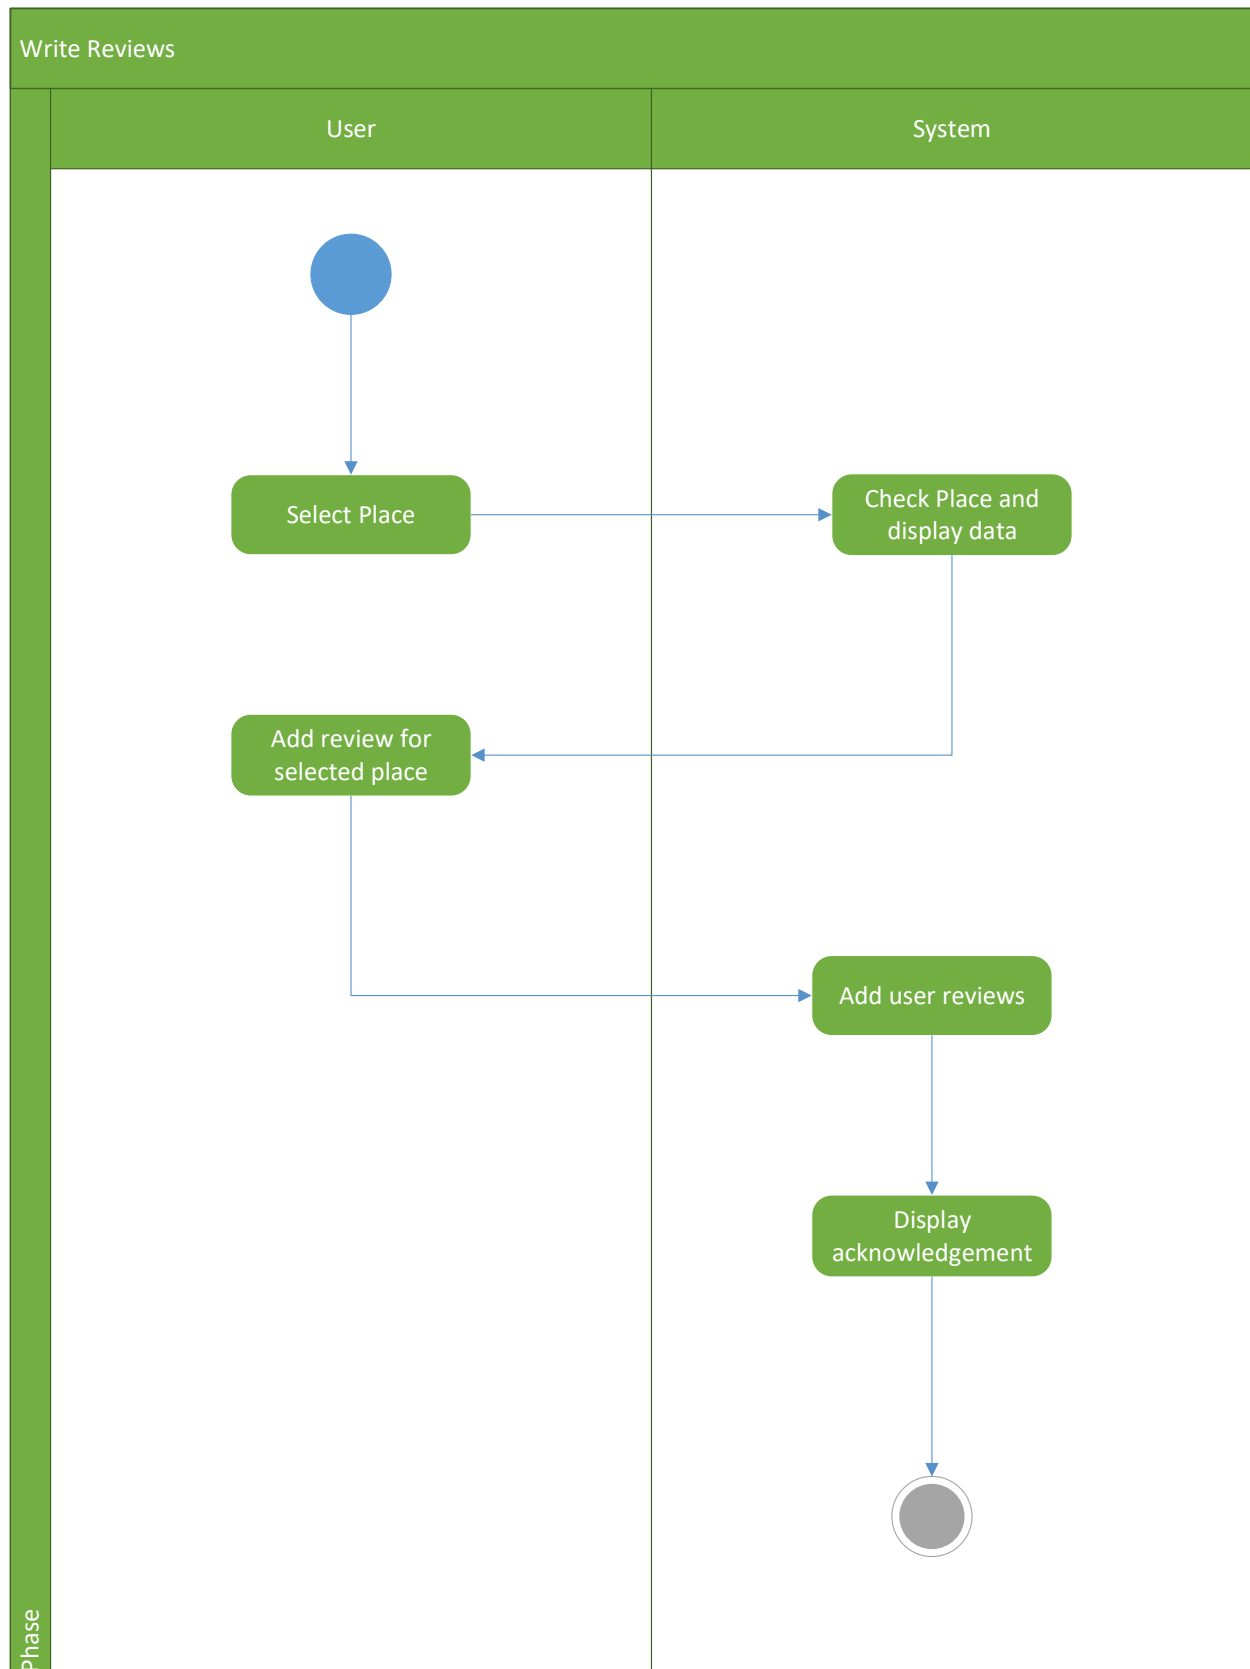 Write Reviews
User
System
Select Place
Check Place and
display data
Add review for
selected place
Add user reviews
Display
acknowledgement
Phase